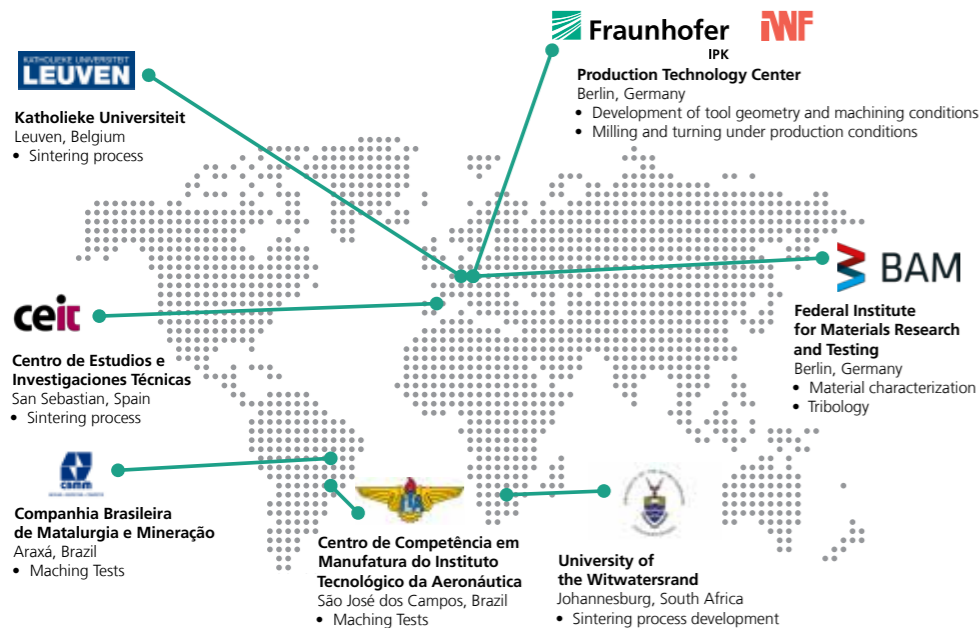 KATHOLIEKE UNIVERSITEIT
LEUVEN
Katholieke Universiteit
Leuven, Belgium
• Sintering process
Fraunhofer
IPK
iWF
Production Technology Center
Berlin, Germany
• Development of tool geometry and machining conditions
• Milling and turning under production conditions
BAM
Federal Institute
for Materials Research
and Testing
Berlin, Germany
• Material characterization
• Tribology
ceit
Centro de Estudios e
Investigaciones Técnicas
San Sebastian, Spain
• Sintering process
CBMM
Companhia Brasileira
de Matalurgia e Mineração
Araxá, Brazil
• Maching Tests
ITA
Centro de Competência em
Manufatura do Instituto
Tecnológico da Aeronáutica
São José dos Campos, Brazil
• Maching Tests
University of
the Witwatersrand
Johannesburg, South Africa
• Sintering process development